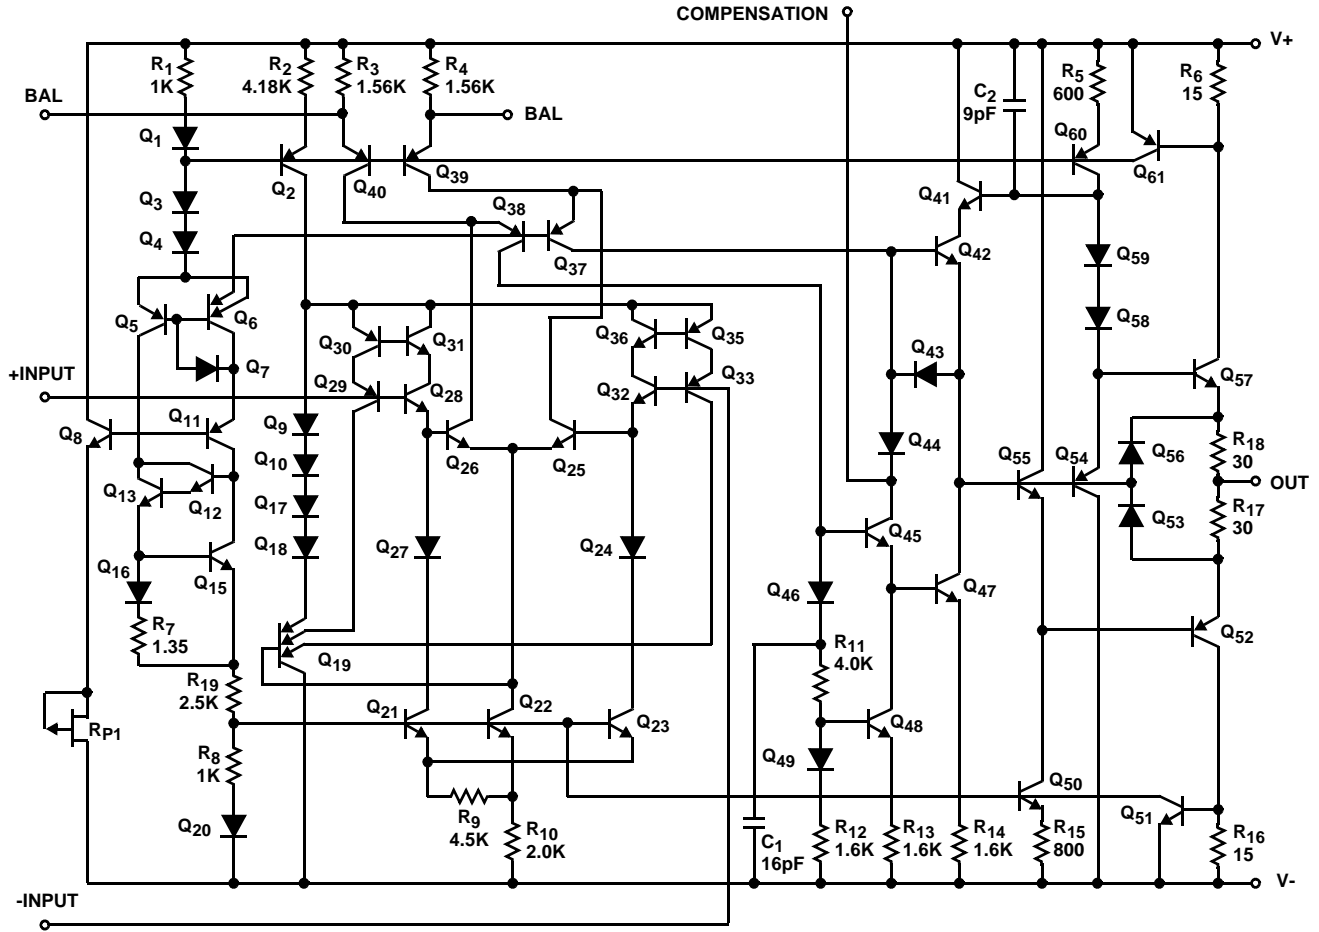 COMPENSATION
V+
R1
1K
R2
4.18K
R3
1.56K
R4
1.56K
C2
9pF
R5
600
R6
15
BAL
BAL
Q1
Q60
Q61
Q2
Q40
Q39
Q41
Q3
Q38
Q4
Q37
Q42
Q59
Q5
Q6
Q58
Q30
Q31
Q36
Q35
Q43
Q7
+INPUT
Q29
Q28
Q32
Q33
Q57
Q8
Q11
Q9
Q44
Q10
Q26
Q25
Q55
Q54
Q56
R18
30
OUT
Q13
Q12
Q17
R17
30
Q53
Q18
Q27
Q24
Q45
Q16
Q15
Q46
Q47
R7
1.35
Q19
R11
4.0K
Q52
R19
2.5K
RP1
Q21
Q22
Q23
Q48
R8
1K
Q49
Q50
Q51
Q20
R9
4.5K
R10
2.0K
C1
16pF
R12
1.6K
R13
1.6K
R14
1.6K
R15
800
R16
15
V-
-INPUT